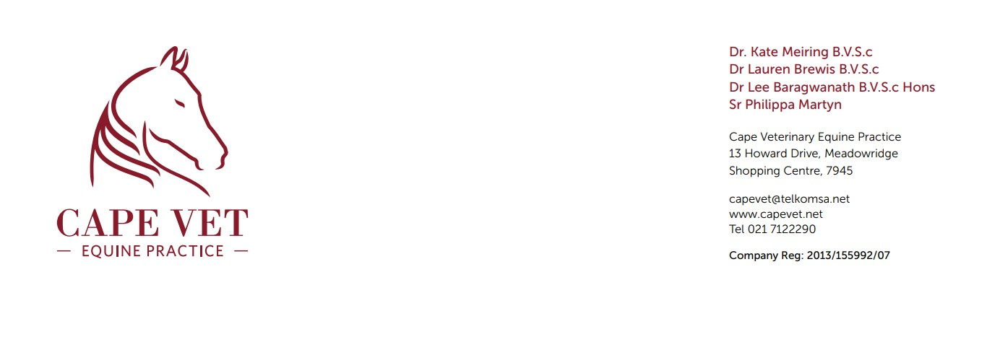 CAPE VET
EQUINE PRACTICE
Dr. Kate Meiring B.V.S.c
Dr Lauren Brewis B.V.S.c
Dr Lee Baragwanath B.V.S.c Hons
Sr Philippa Martyn
Cape Veterinary Equine Practice
13 Howard Drive, Meadowridge
Shopping Centre, 7945
capevet@telkomsa.net
www.capevet.net
Tel 021 7122290
Company Reg: 2013/155992/07